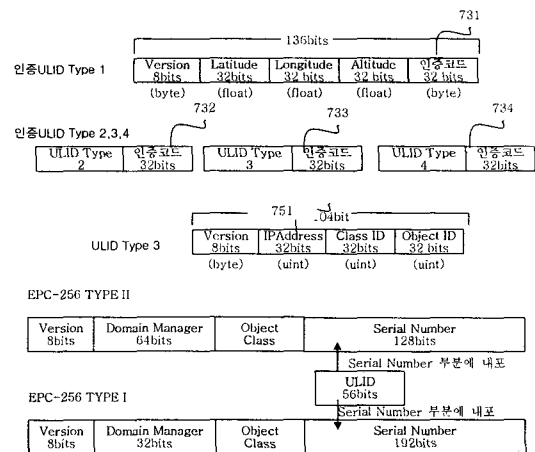 731
136bits
인증ULID Type 1
Version Latitude Longitude Altitude 인증코드
8bits 32bits 32 bits 32 bits 32 bits
(byte) (float) (float) (float) (byte)
732 733 734
인증ULID Type 2,3,4
ULID Type 인증코드 ULID Type 인증코드 ULID Type 인증코드
2 32bits 3 32bits 4 32bits
751 04bit
ULID Type 3
Version IPAddress Class ID Object ID
8bits 32bits 32bits 32 bits
(byte) (uint) (uint) (uint)
EPC-256 TYPE II
Version Domain Manager Object Serial Number
8bits 64bits Class 128bits
Serial Number 부분에 내포
ULID
56bits
EPC-256 TYPE I
Serial Number 부분에 내포
Version Domain Manager Object Serial Number
8bits 32bits Class 192bits